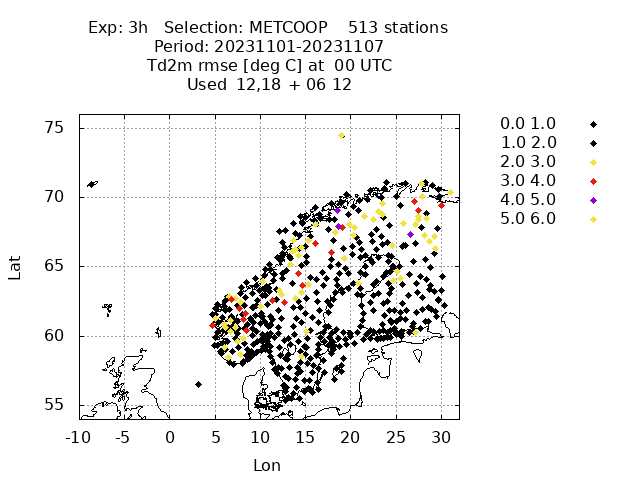 Exp: 3h   Selection: METCOOP    513 stations
Period: 20231101-20231107
Td2m rmse [deg C] at  00 UTC
Used  12,18 + 06 12
75
70
65
60
55
Lat
-10 -5 0 5 10 15 20 25 30
Lon
0.0 1.0
1.0 2.0
2.0 3.0
3.0 4.0
4.0 5.0
5.0 6.0